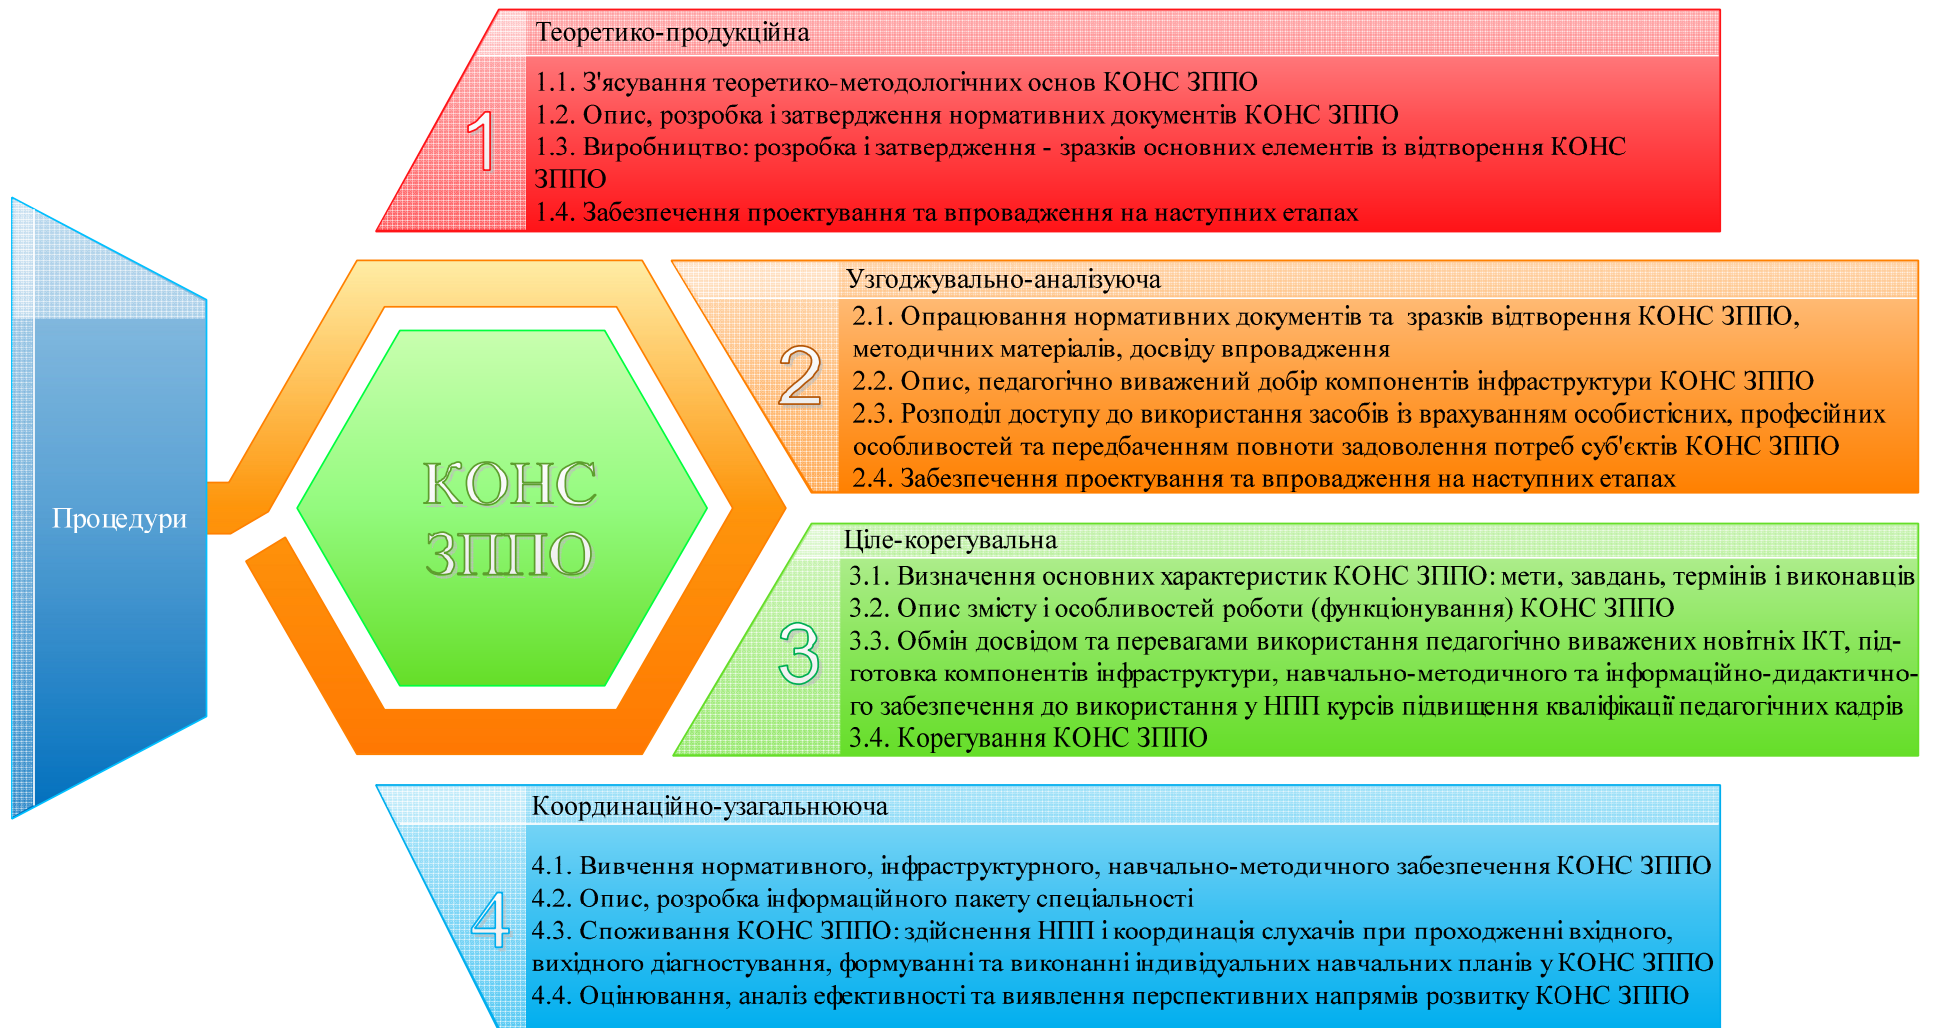 Процедури
КОНС
ЗППО
1
Теоретико-продукційна
1.1. З'ясування теоретико-методологічних основ КОНС ЗППО
1.2. Опис, розробка і затвердження нормативних документів КОНС ЗППО
1.3. Виробництво: розробка і затвердження - зразків основних елементів із відтворення КОНС
ЗППО
1.4. Забезпечення проектування та впровадження на наступних етапах
2
Узгоджувально-аналізуюча
2.1. Опрацювання нормативних документів та зразків відтворення КОНС ЗППО,
методичних матеріалів, досвіду впровадження
2.2. Опис, педагогічно виважений добір компонентів інфраструктури КОНС ЗППО
2.3. Розподіл доступу до використання засобів із врахуванням особистісних, професійних
особливостей та передбаченням повноти задоволення потреб суб'єктів КОНС ЗППО
2.4. Забезпечення проектування та впровадження на наступних етапах
3
Ціле-корегувальна
3.1. Визначення основних характеристик КОНС ЗППО: мети, завдань, термінів і виконавців
3.2. Опис змісту і особливостей роботи (функціонування) КОНС ЗППО
3.3. Обмін досвідом та перевагами використання педагогічно виважених новітніх ІКТ, під-
готовка компонентів інфраструктури, навчально-методичного та інформаційно-дидактично-
го забезпечення до використання у НПП курсів підвищення кваліфікації педагогічних кадрів
3.4. Корегування КОНС ЗППО
4
Координаційно-узагальнююча
4.1. Вивчення нормативного, інфраструктурного, навчально-методичного забезпечення КОНС ЗППО
4.2. Опис, розробка інформаційного пакету спеціальності
4.3. Споживання КОНС ЗППО: здійснення НПП і координація слухачів при проходженні вхідного,
вихідного діагностування, формуванні та виконанні індивідуальних навчальних планів у КОНС ЗППО
4.4. Оцінювання, аналіз ефективності та виявлення перспективних напрямів розвитку КОНС ЗППО